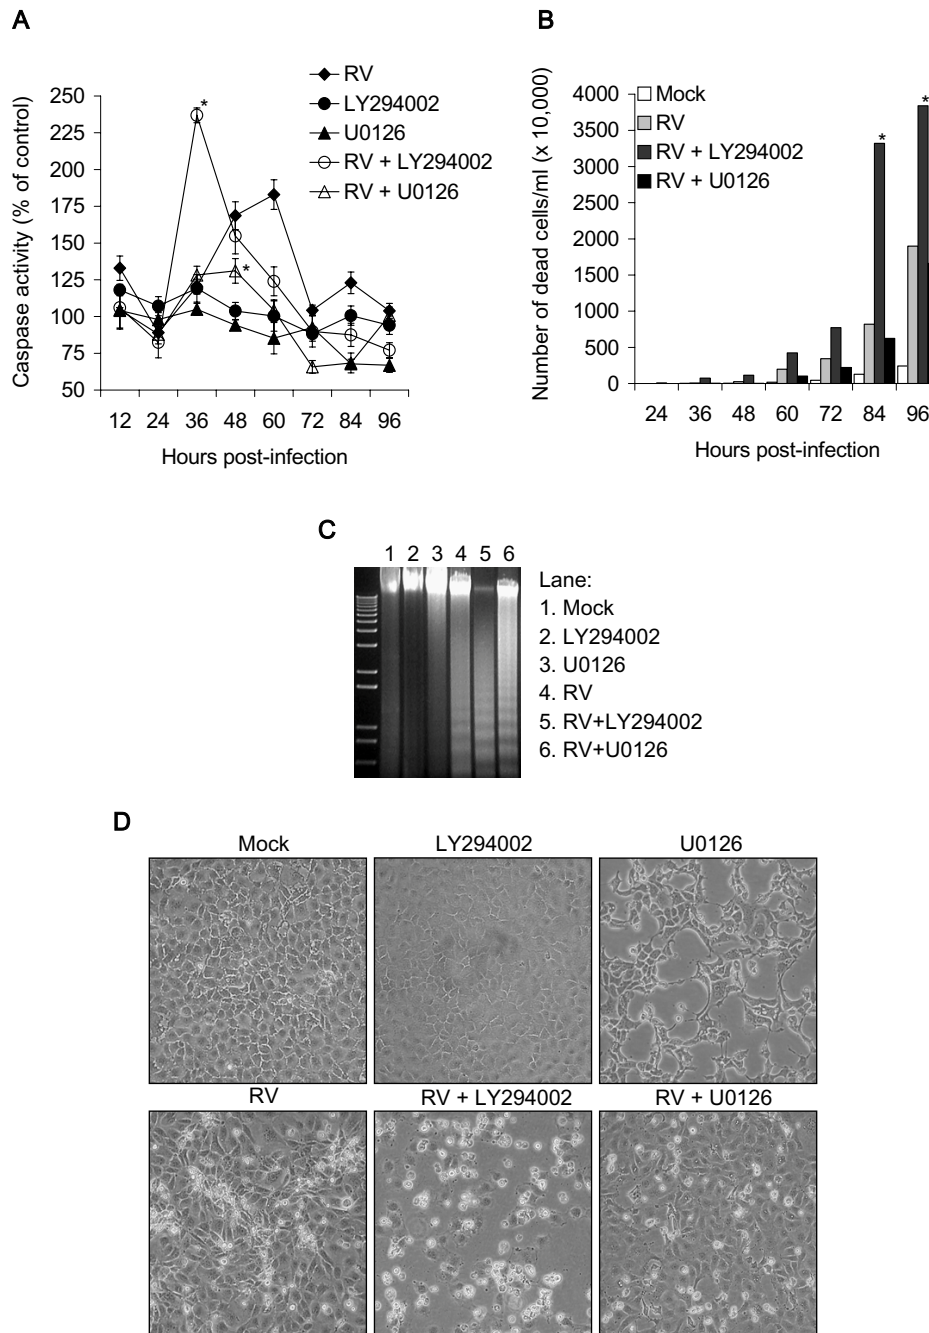 A
Caspase activity (% of control)
250
225
200
175
150
125
100
75
50
*
*
RV
LY294002
U0126
RV + LY294002
RV + U0126
12 24 36 48 60 72 84 96
Hours post-infection
B
Number of dead cells/ml (x 10,000)
4000
3500
3000
2500
2000
1500
1000
500
0
Mock
RV
RV + LY294002
RV + U0126
*
*
24 36 48 60 72 84 96
Hours post-infection
C
1 2 3 4 5 6
Lane:
1. Mock
2. LY294002
3. U0126
4. RV
5. RV+LY294002
6. RV+U0126
D
Mock LY294002 U0126
RV RV + LY294002 RV + U0126